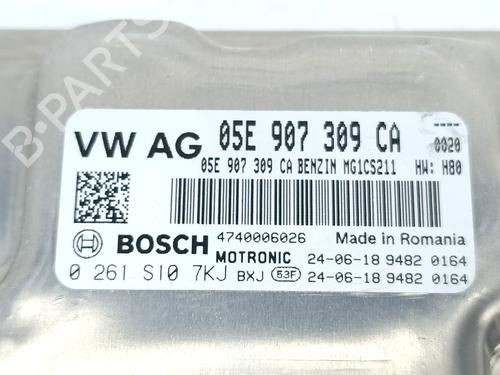 VW AG 05E 907 309 CA ---
0020
05E 907 309 CA BENZIN MG1CS211 HW: H80
BOSCH 4740006026 Made in Romania
MOTRONIC 24-06-18 9482 0164
0 261 S10 7KJ BXJ 53F 24-06-18 9482 0164
B-PARTS